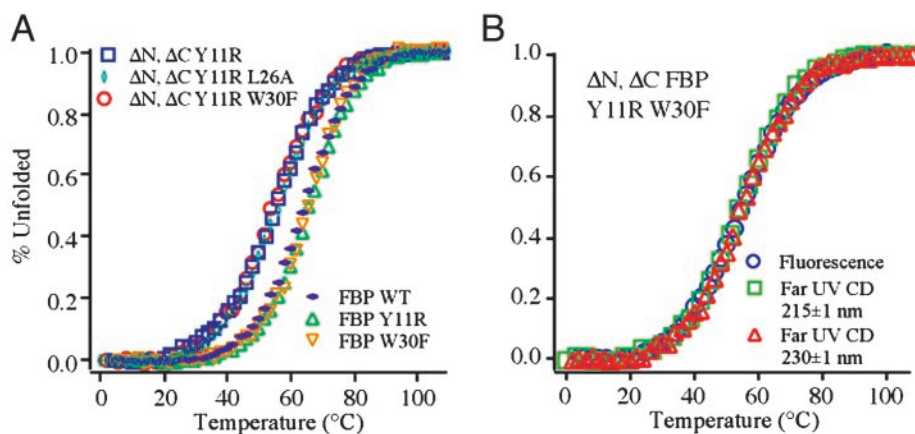 A
ΔN, ΔC Y11R
ΔN, ΔC Y11R L26A
ΔN, ΔC Y11R W30F
FBP WT
FBP Y11R
FBP W30F
% Unfolded
1.0
0.8
0.6
0.4
0.2
0.0
0 20 40 60 80 100
Temperature (°C)
B
ΔN, ΔC FBP
Y11R W30F
Fluorescence
Far UV CD
215±1 nm
Far UV CD
230±1 nm
1.0
0.8
0.6
0.4
0.2
0.0
0 20 40 60 80 100
Temperature (°C)